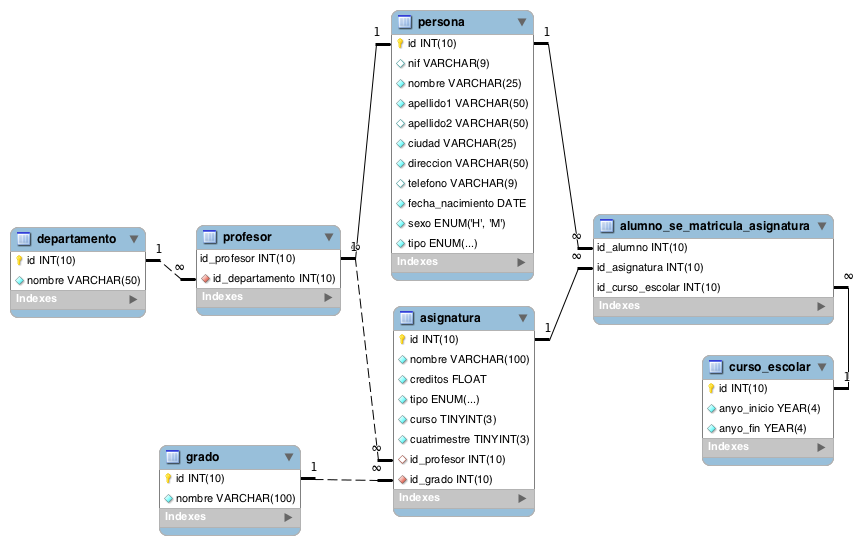 persona
id INT(10)
nif VARCHAR(9)
nombre VARCHAR(25)
apellido1 VARCHAR(50)
apellido2 VARCHAR(50)
ciudad VARCHAR(25)
direccion VARCHAR(50)
telefono VARCHAR(9)
fecha_nacimiento DATE
sexo ENUM('H', 'M')
tipo ENUM(...)
Indexes
departamento
id INT(10)
nombre VARCHAR(50)
Indexes
profesor
id_profesor INT(10)
id_departamento INT(10)
Indexes
alumno_se_matricula_asignatura
id_alumno INT(10)
id_asignatura INT(10)
id_curso_escolar INT(10)
Indexes
asignatura
id INT(10)
nombre VARCHAR(100)
creditos FLOAT
tipo ENUM(...)
curso TINYINT(3)
cuatrimestre TINYINT(3)
id_profesor INT(10)
id_grado INT(10)
Indexes
curso_escolar
id INT(10)
anyo_inicio YEAR(4)
anyo_fin YEAR(4)
Indexes
grado
id INT(10)
nombre VARCHAR(100)
Indexes
1
1
1
∞
∞
∞
1
∞
1
∞
∞
1